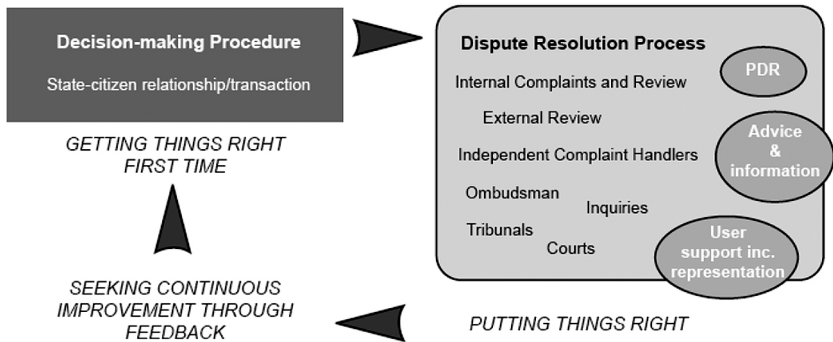 Decision-making Procedure
State-citizen relationship/transaction
GETTING THINGS RIGHT
FIRST TIME
SEEKING CONTINUOUS
IMPROVEMENT THROUGH
FEEDBACK
Dispute Resolution Process
Internal Complaints and Review
External Review
Independent Complaint Handlers
Ombudsman
Inquiries
Tribunals
Courts
PDR
Advice
&
information
User
support inc.
representation
PUTTING THINGS RIGHT